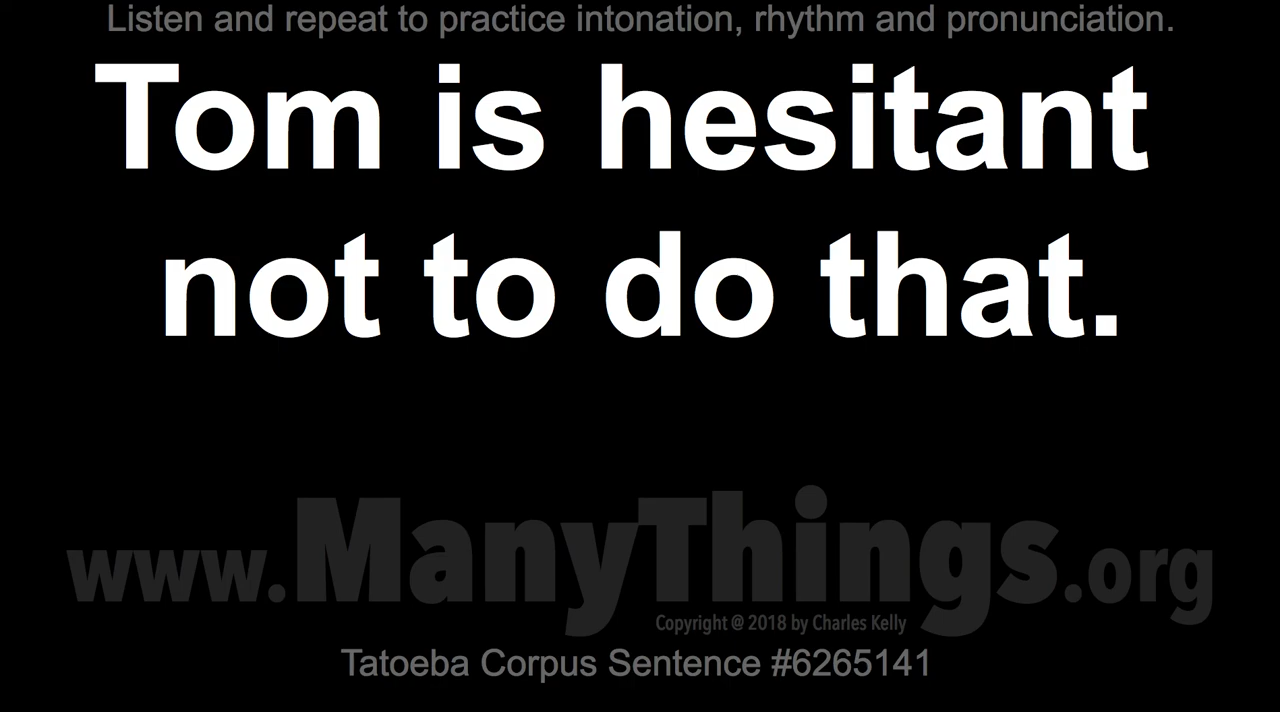 Listen and repeat to practice intonation, rhythm and pronunciation.
Tom is hesitant
not to do that.
www.ManyThings.org
Copyright @ 2018 by Charles Kelly
Tatoeba Corpus Sentence #6265141